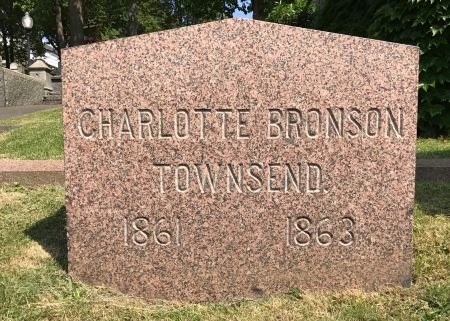 CHARLOTTE BRONSON
TOWNSEND.
1861 1863